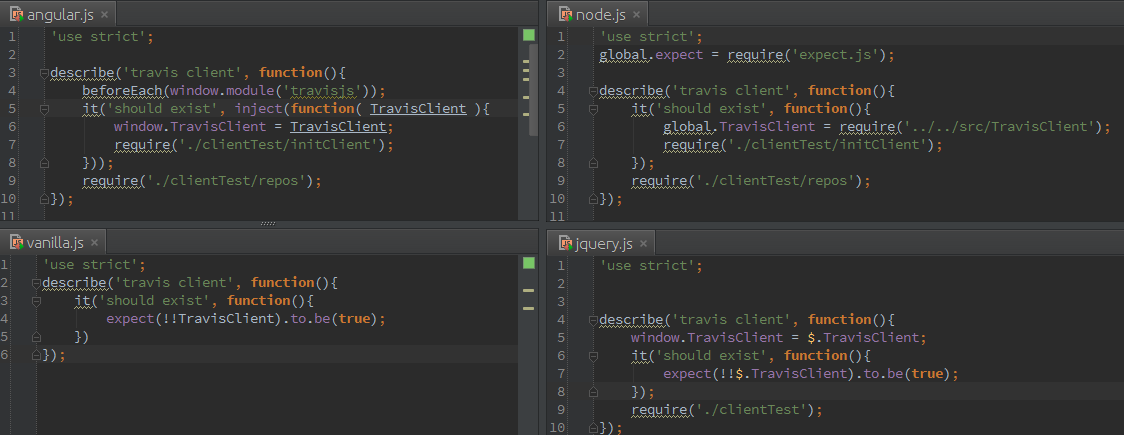 angular.js ×
1 'use strict';
2
3 describe('travis client', function(){
4     beforeEach(window.module('travisjs'));
5     it('should exist', inject(function( TravisClient ){
6         window.TravisClient = TravisClient;
7         require('./clientTest/initClient');
8     }));
9     require('./clientTest/repos');
10 });
11
node.js ×
1 'use strict';
2 global.expect = require('expect.js');
3
4 describe('travis client', function(){
5     it('should exist', function(){
6         global.TravisClient = require('../../src/TravisClient');
7         require('./clientTest/initClient');
8     });
9     require('./clientTest/repos');
10 });
11
vanilla.js ×
1 'use strict';
2 describe('travis client', function(){
3     it('should exist', function(){
4         expect(!!TravisClient).to.be(true);
5     })
6 });
jquery.js ×
1 'use strict';
2
3
4 describe('travis client', function(){
5     window.TravisClient = $.TravisClient;
6     it('should exist', function(){
7         expect(!!$.TravisClient).to.be(true);
8     });
9     require('./clientTest');
10 });